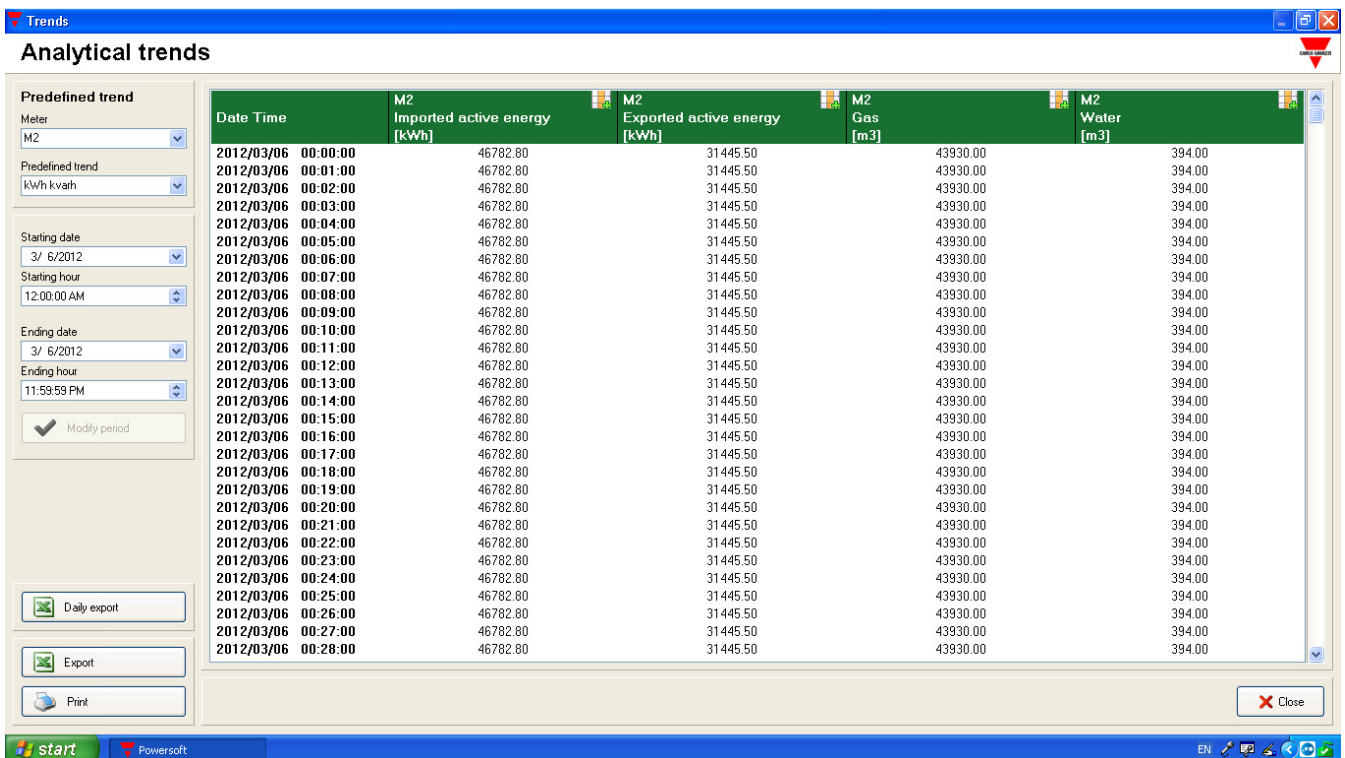 Trends
Analytical trends
CARLO GAVAZZI
Predefined trend
Meter
M2
Predefined trend
kWh kvarh
Starting date
3/ 6/2012
Starting hour
12:00:00 AM
Ending date
3/ 6/2012
Ending hour
11:59:59 PM
Modify period
Daily export
Export
Print
M2 M2 M2 M2
Date Time Imported active energy Exported active energy Gas Water
[kWh] [kWh] [m3] [m3]
2012/03/06 00:00:00 46782.80 31445.50 43930.00 394.00
2012/03/06 00:01:00 46782.80 31445.50 43930.00 394.00
2012/03/06 00:02:00 46782.80 31445.50 43930.00 394.00
2012/03/06 00:03:00 46782.80 31445.50 43930.00 394.00
2012/03/06 00:04:00 46782.80 31445.50 43930.00 394.00
2012/03/06 00:05:00 46782.80 31445.50 43930.00 394.00
2012/03/06 00:06:00 46782.80 31445.50 43930.00 394.00
2012/03/06 00:07:00 46782.80 31445.50 43930.00 394.00
2012/03/06 00:08:00 46782.80 31445.50 43930.00 394.00
2012/03/06 00:09:00 46782.80 31445.50 43930.00 394.00
2012/03/06 00:10:00 46782.80 31445.50 43930.00 394.00
2012/03/06 00:11:00 46782.80 31445.50 43930.00 394.00
2012/03/06 00:12:00 46782.80 31445.50 43930.00 394.00
2012/03/06 00:13:00 46782.80 31445.50 43930.00 394.00
2012/03/06 00:14:00 46782.80 31445.50 43930.00 394.00
2012/03/06 00:15:00 46782.80 31445.50 43930.00 394.00
2012/03/06 00:16:00 46782.80 31445.50 43930.00 394.00
2012/03/06 00:17:00 46782.80 31445.50 43930.00 394.00
2012/03/06 00:18:00 46782.80 31445.50 43930.00 394.00
2012/03/06 00:19:00 46782.80 31445.50 43930.00 394.00
2012/03/06 00:20:00 46782.80 31445.50 43930.00 394.00
2012/03/06 00:21:00 46782.80 31445.50 43930.00 394.00
2012/03/06 00:22:00 46782.80 31445.50 43930.00 394.00
2012/03/06 00:23:00 46782.80 31445.50 43930.00 394.00
2012/03/06 00:24:00 46782.80 31445.50 43930.00 394.00
2012/03/06 00:25:00 46782.80 31445.50 43930.00 394.00
2012/03/06 00:26:00 46782.80 31445.50 43930.00 394.00
2012/03/06 00:27:00 46782.80 31445.50 43930.00 394.00
2012/03/06 00:28:00 46782.80 31445.50 43930.00 394.00
Close
start Powersoft EN